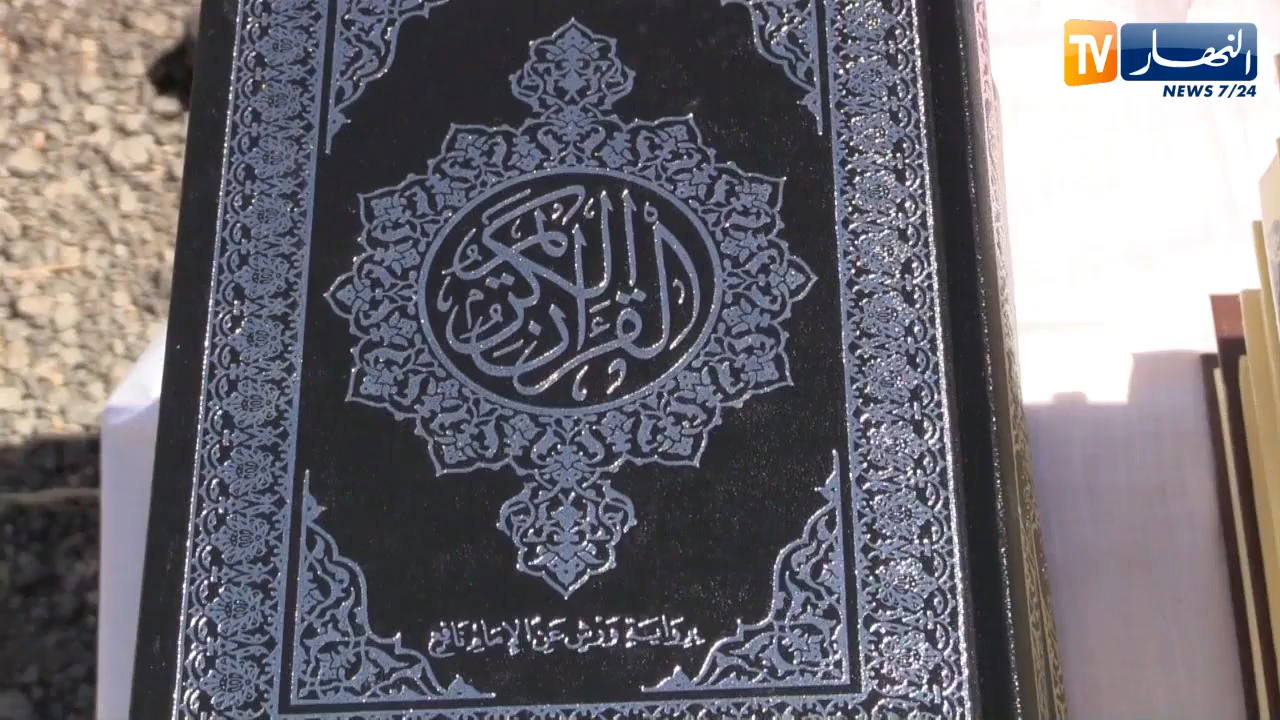 TV النهار
NEWS 7/24
القرآن الكريم
برواية ورش عن الإمام نافع